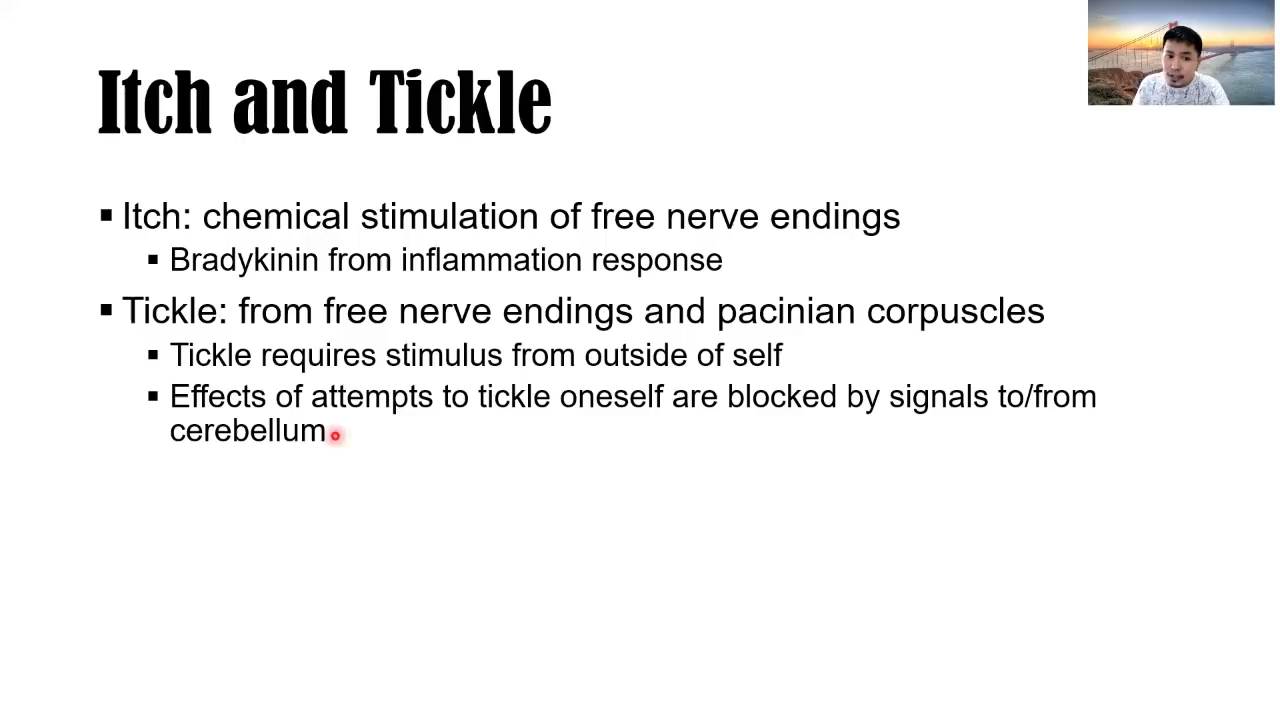 Itch and Tickle
▪ Itch: chemical stimulation of free nerve endings
▪ Bradykinin from inflammation response
▪ Tickle: from free nerve endings and pacinian corpuscles
▪ Tickle requires stimulus from outside of self
▪ Effects of attempts to tickle oneself are blocked by signals to/from
cerebellum